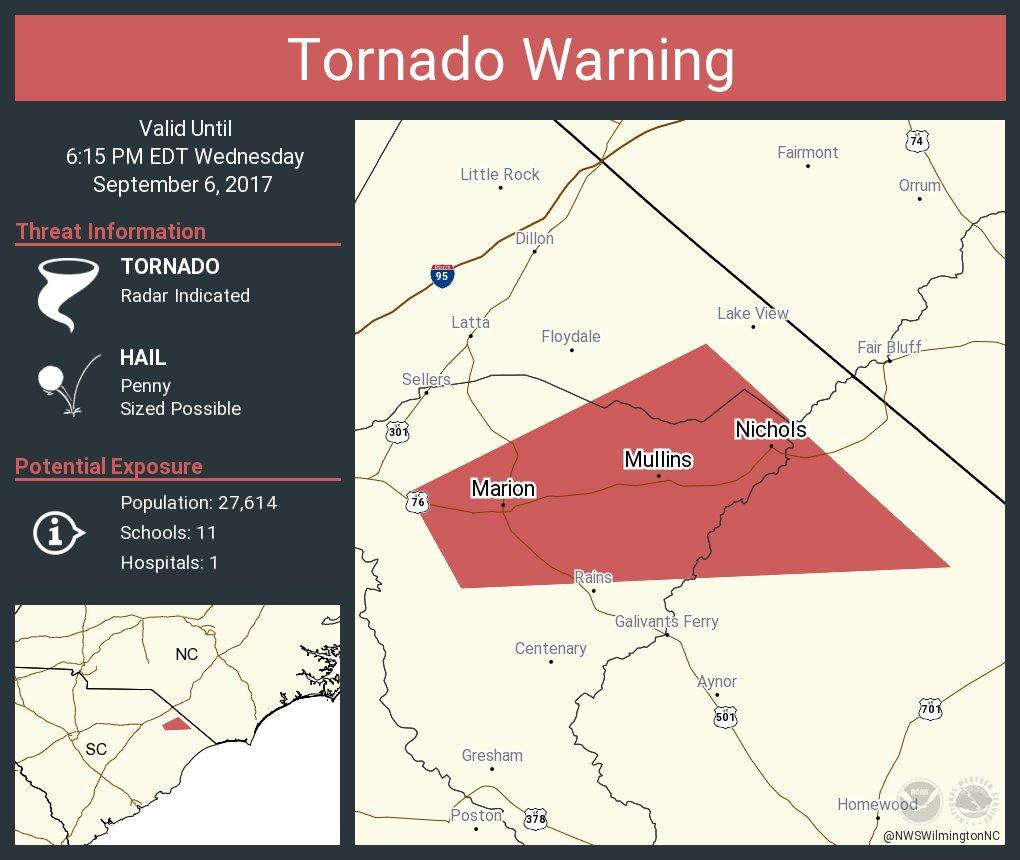 Tornado Warning
Valid Until
6:15 PM EDT Wednesday
September 6, 2017
Threat Information
TORNADO
Radar Indicated
HAIL
Penny
Sized Possible
Potential Exposure
Population: 27,614
Schools: 11
Hospitals: 1
NC
SC
74
Fairmont
Little Rock
Orrum
Dillon
95
Lake View
Latta
Floydale
Fair Bluff
Sellers
301
Nichols
Mullins
Marion
76
Rains
Galivants Ferry
Centenary
Aynor
701
501
Gresham
Homewood
Poston
378
NOAA
@NWSWilmingtonNC